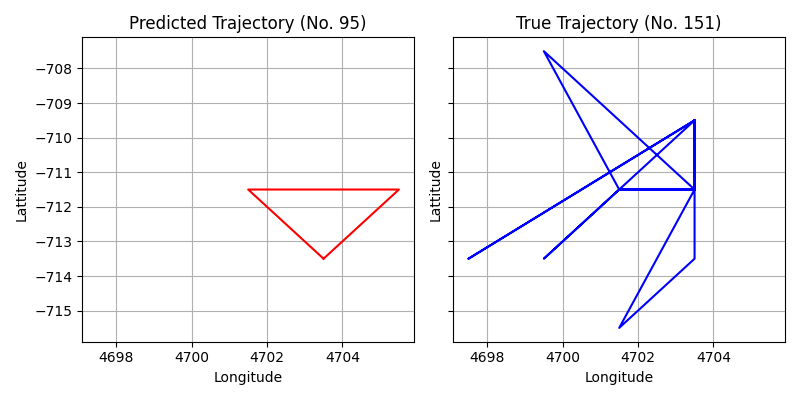 Predicted Trajectory (No. 95)
True Trajectory (No. 151)
−708
−709
−710
−711
−712
−713
−714
−715
Lattitude
Lattitude
4698
4700
4702
4704
4698
4700
4702
4704
Longitude
Longitude